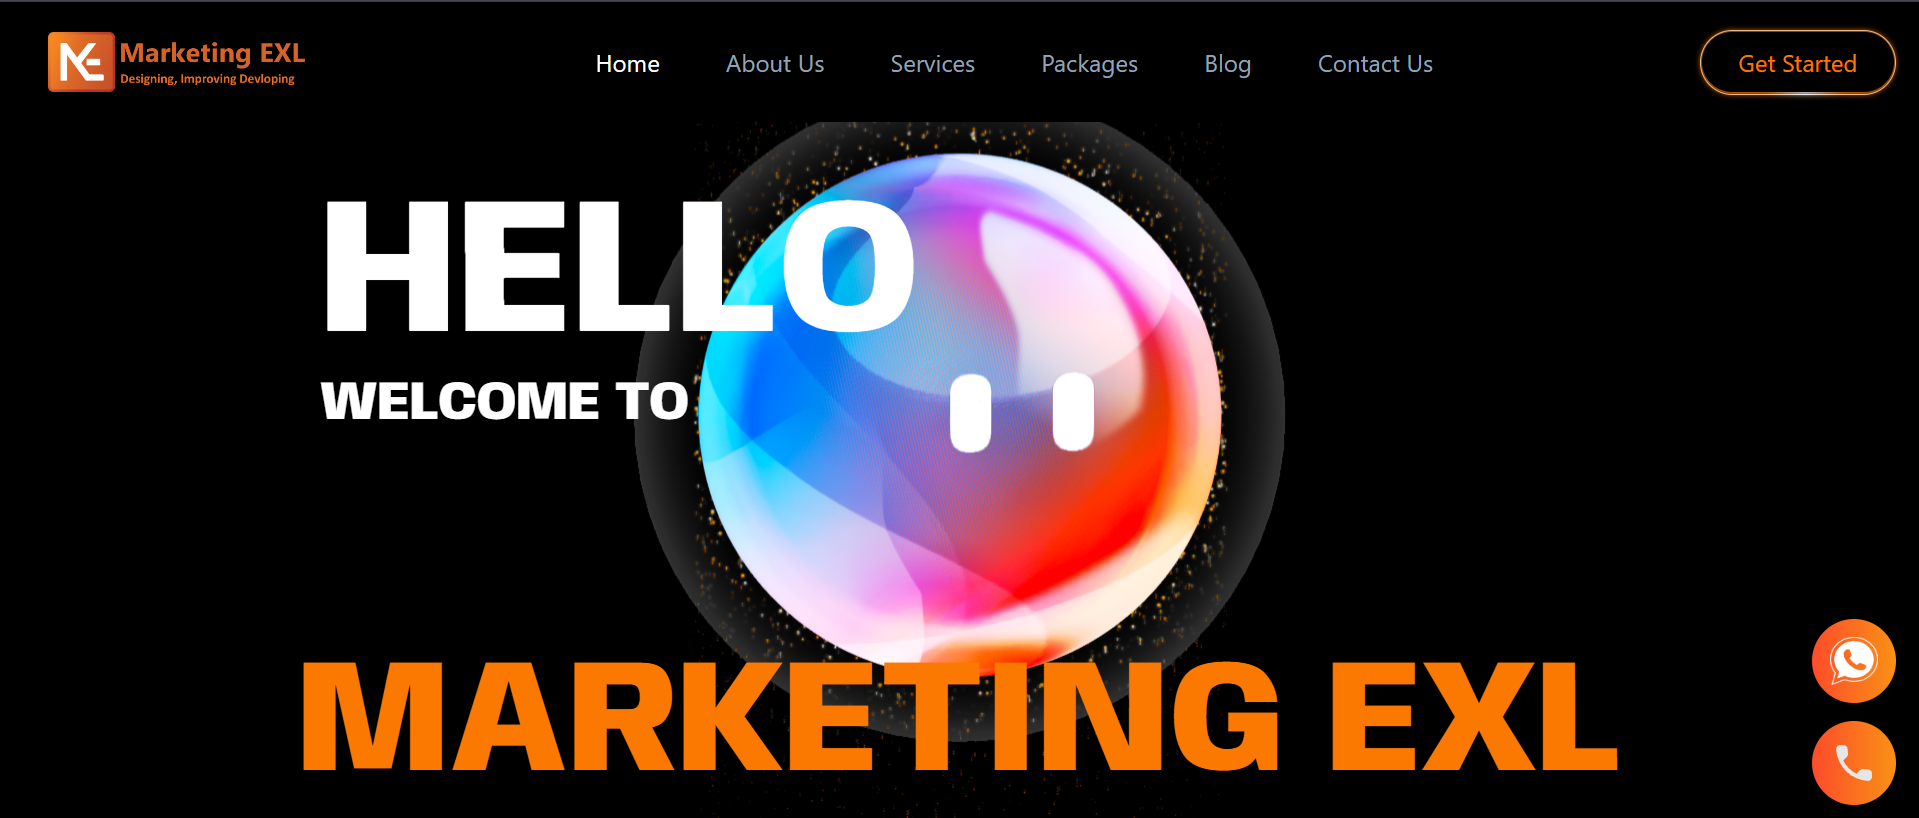 Marketing EXL
Designing, Improving Devloping
Home About Us Services Packages Blog Contact Us
Get Started
HELLO
WELCOME TO
MARKETING EXL